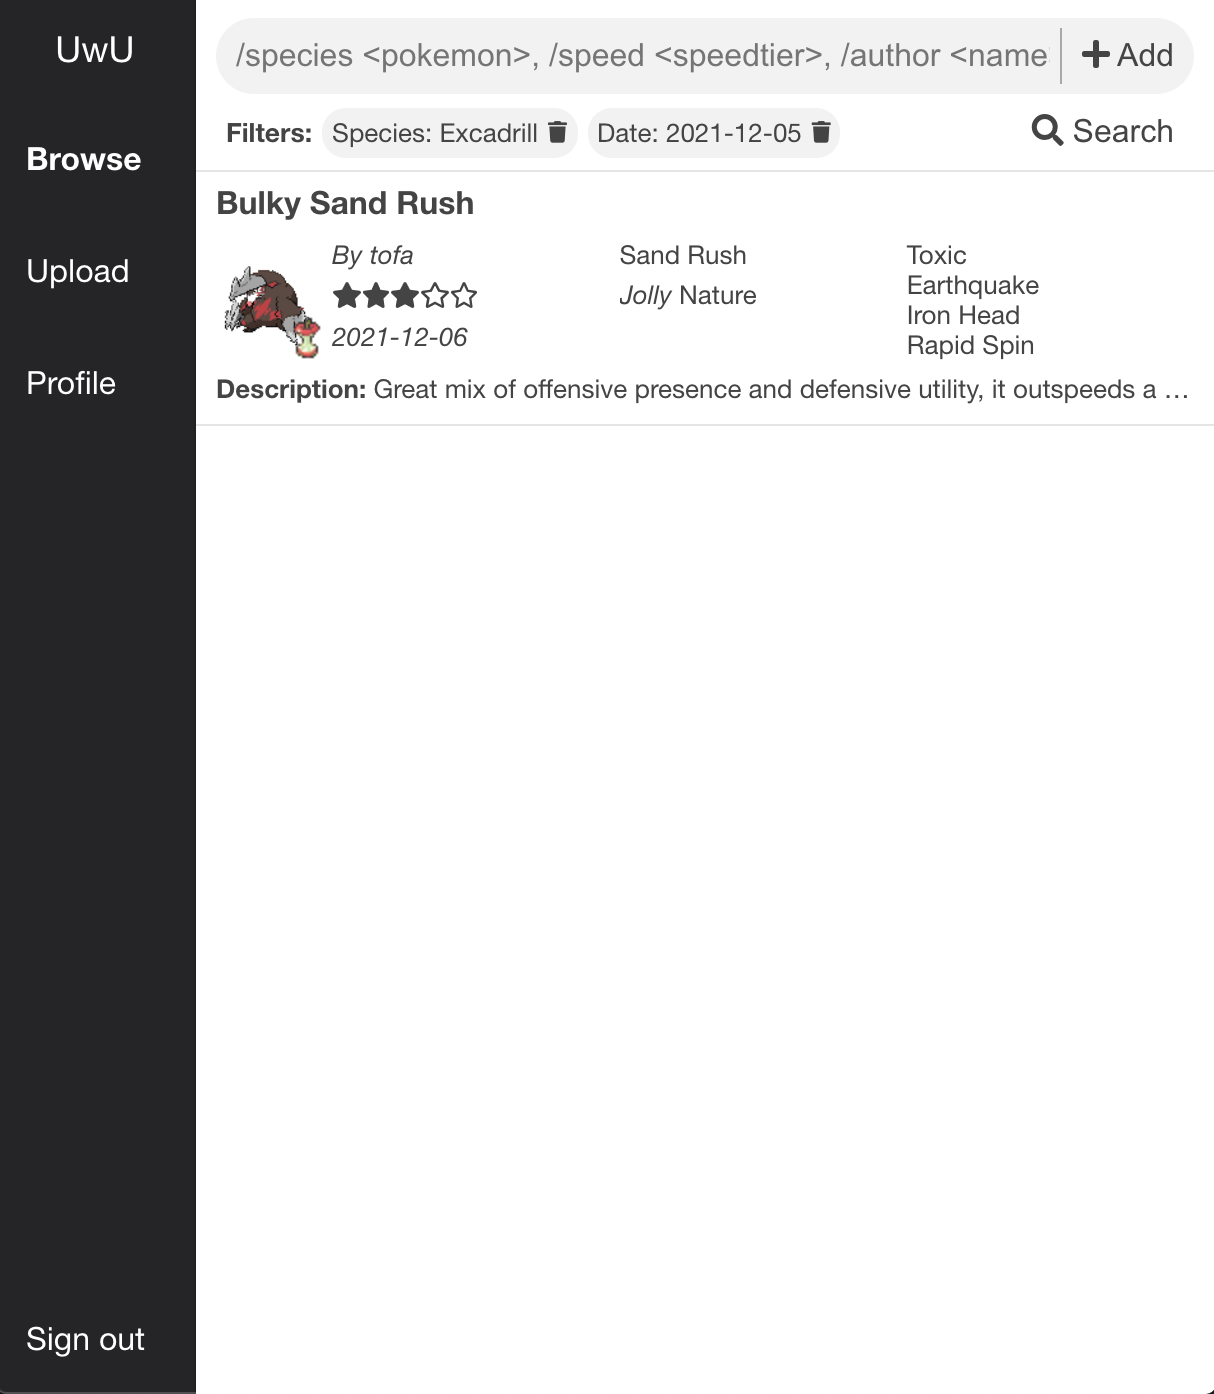 UwU
Browse
Upload
Profile
Sign out
/species <pokemon>, /speed <speedtier>, /author <name
Add
Filters: Species: Excadrill Date: 2021-12-05
Search
Bulky Sand Rush
By tofa
2021-12-06
Sand Rush
Jolly Nature
Toxic
Earthquake
Iron Head
Rapid Spin
Description: Great mix of offensive presence and defensive utility, it outspeeds a …